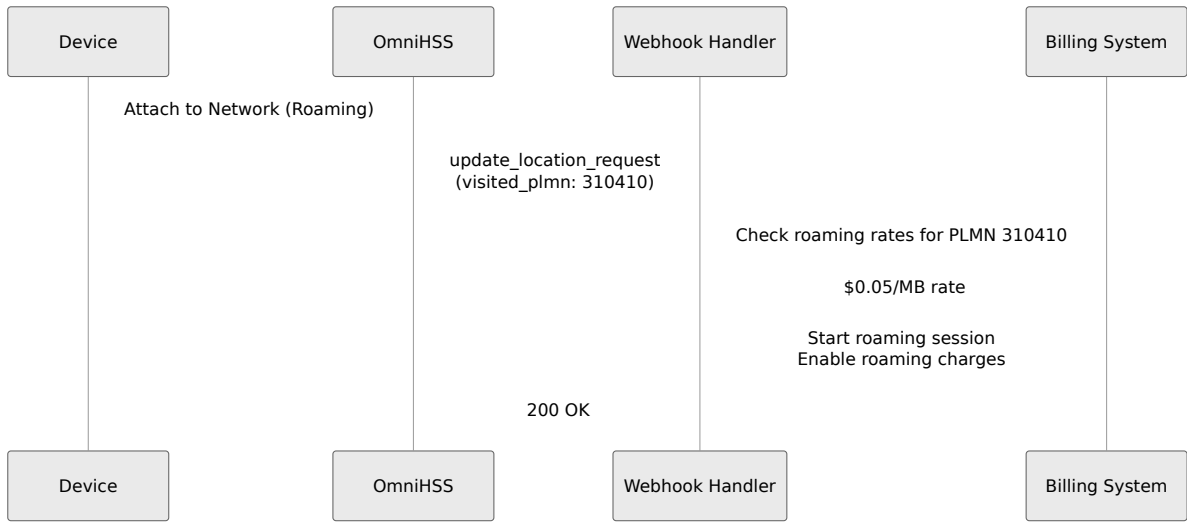 Device
OmniHSS
Webhook Handler
Billing System
Attach to Network (Roaming)
update_location_request
(visited_plmn: 310410)
Check roaming rates for PLMN 310410
$0.05/MB rate
Start roaming session
Enable roaming charges
200 OK
Device
OmniHSS
Webhook Handler
Billing System